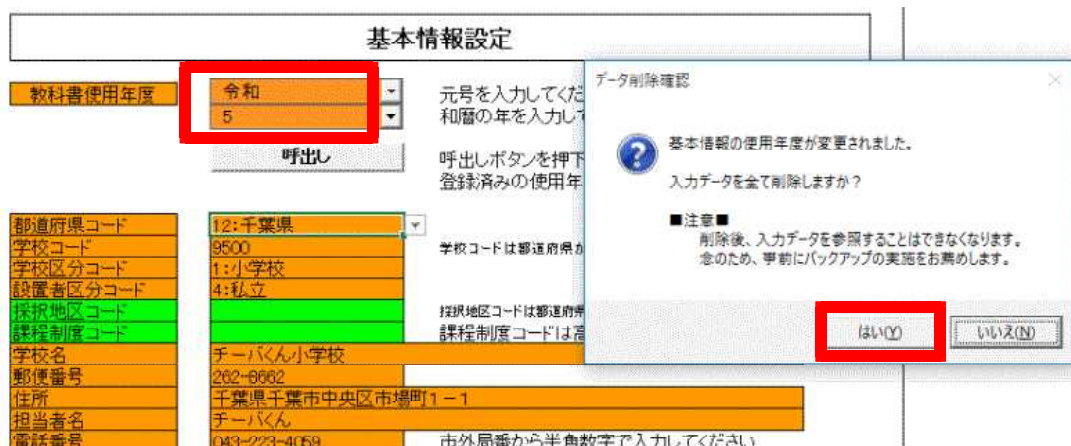 基本情報設定
教科書使用年度
令和
元号を入力してくだ
5
和暦の年を入力して
呼出し
呼出しボタンを押下
登録済みの使用年
都道府県コード
12:千葉県
学校コード
9500
学校コードは都道府県か
学校区分コード
1:小学校
設置者区分コード
4:私立
採択地区コード
採択地区コードは都道府県
課程制度コード
課程制度コードは高
学校名
チーバくん小学校
郵便番号
262-8662
住所
千葉県千葉市中央区市場町1-1
担当者名
チーバくん
電話番号
043-223-4059
市外局番から半角数字で入力してください
データ削除確認
基本情報の使用年度が変更されました。
入力データを全て削除しますか?
■注意■
削除後、入力データを参照することはできなくなります。
念のため、事前にバックアップの実施をお薦めします。
はい(Y)
いいえ(N)